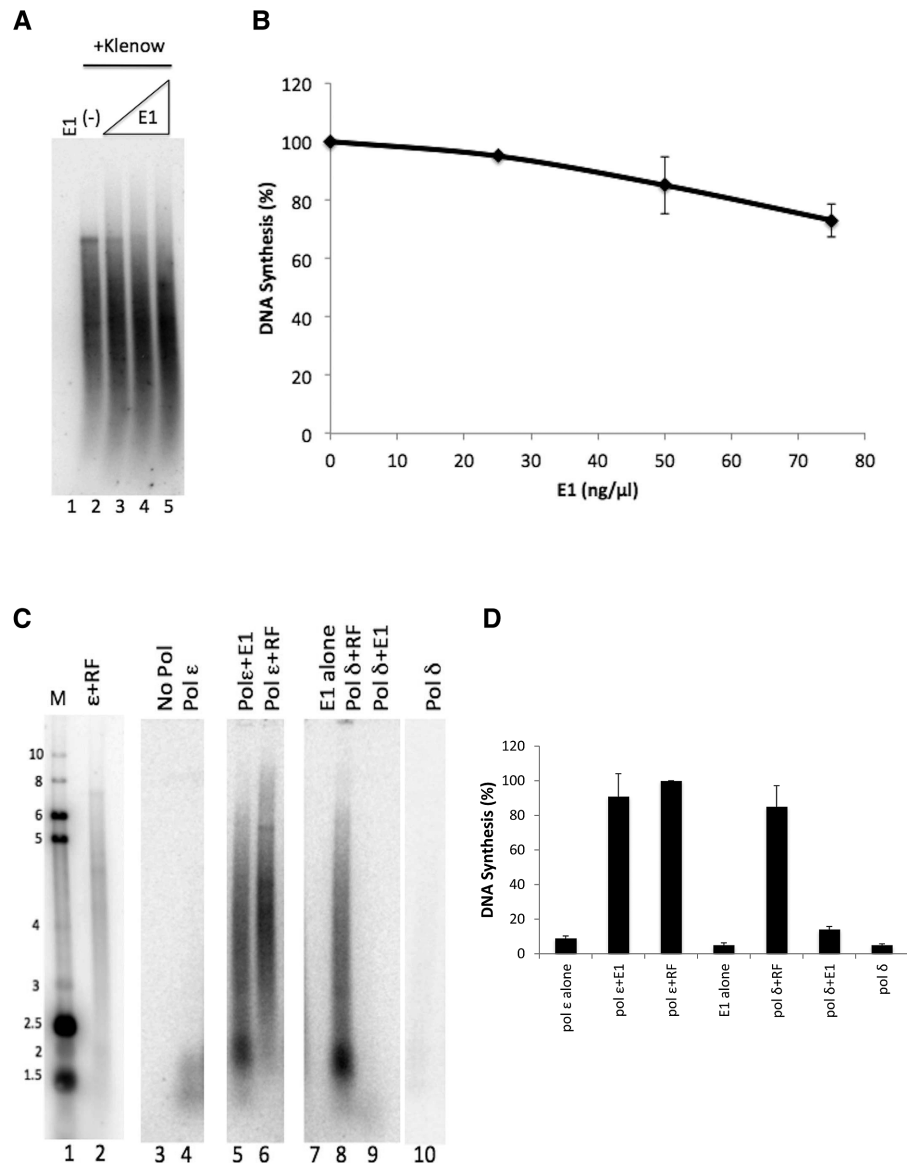 A
+Klenow
E1
(-)
E1
1 2 3 4 5
B
120
100
80
60
40
20
0
0 10 20 30 40 50 60 70 80
DNA Synthesis (%)
E1 (ng/µl)
C
M
ε+RF
No Pol
Pol ε
Polε+E1
Pol ε+RF
E1 alone
Pol δ+RF
Pol δ+E1
Pol δ
10
8
6
5
4
3
2.5
2
1.5
1 2 3 4 5 6 7 8 9 10
D
120
100
80
60
40
20
0
DNA Synthesis (%)
pol ε alone
pol ε+E1
pol ε+RF
E1 alone
pol δ+RF
pol δ+E1
pol δ